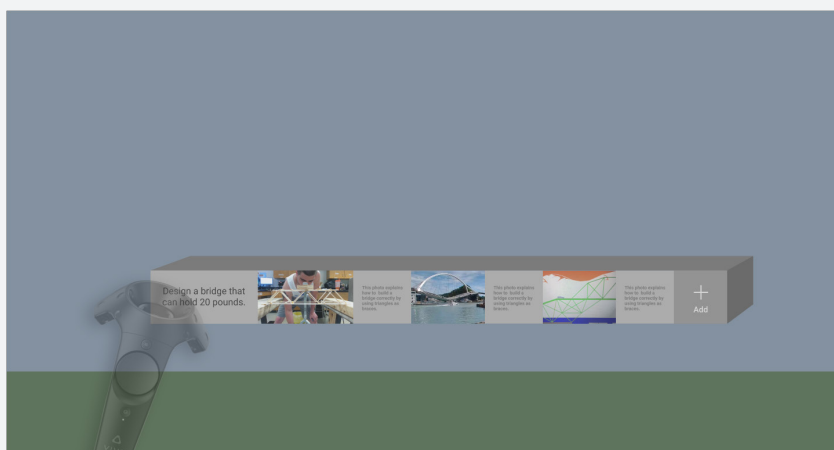 Design a bridge that
can hold 20 pounds.
This photo explains
how to build a
bridge correctly by
using triangles as
braces.
This photo explains
how to build a
bridge correctly by
using triangles as
braces.
This photo explains
how to build a
bridge correctly by
using triangles as
braces.
Add